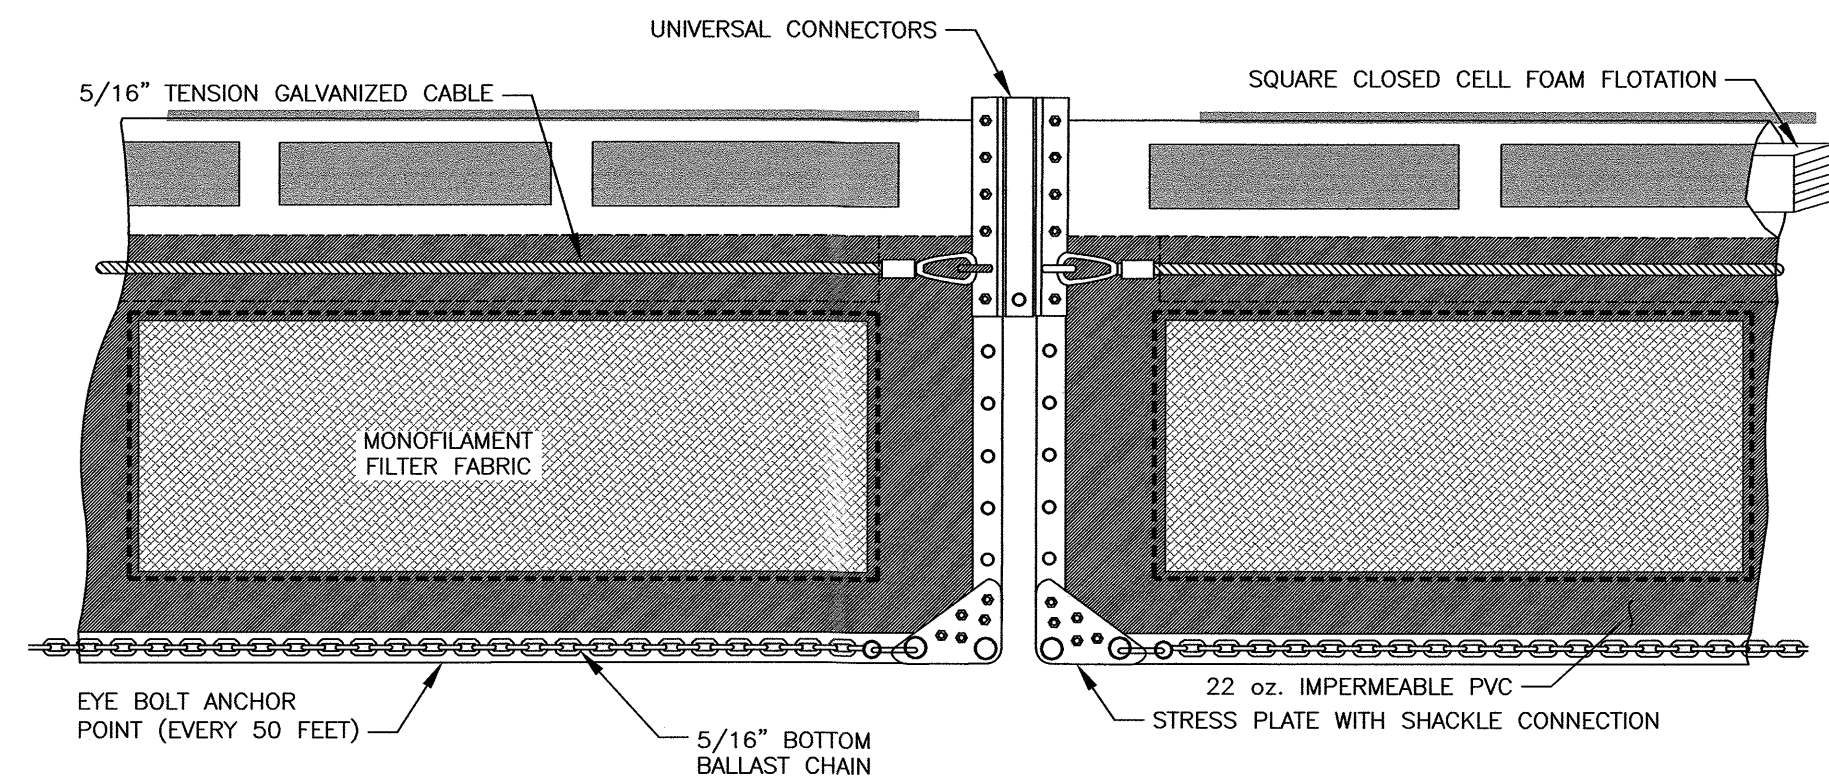 UNIVERSAL CONNECTORS
5/16” TENSION GALVANIZED CABLE
SQUARE CLOSED CELL FOAM FLOTATION
MONOFILAMENT
FILTER FABRIC
22 oz. IMPERMEABLE PVC
EYE BOLT ANCHOR
POINT (EVERY 50 FEET)
STRESS PLATE WITH SHACKLE CONNECTION
5/16” BOTTOM
BALLAST CHAIN